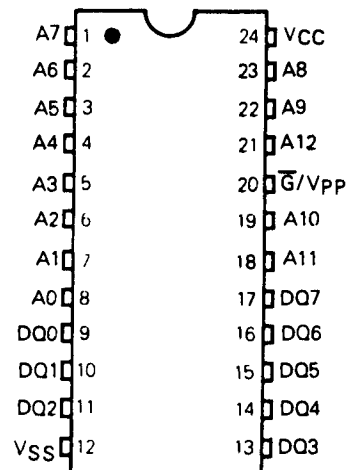 A7 1 24 VCC
A6 2 23 A8
A5 3 22 A9
A4 4 21 A12
A3 5 20 G̅/VPP
A2 6 19 A10
A1 7 18 A11
A0 8 17 DQ7
DQ0 9 16 DQ6
DQ1 10 15 DQ5
DQ2 11 14 DQ4
VSS 12 13 DQ3